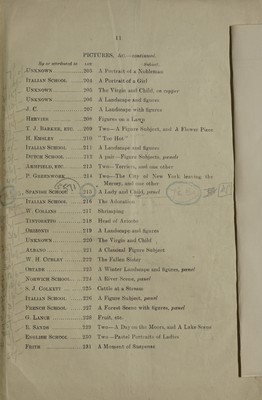 11
PICTURES, &c.—continued.
By or attributed to LOT Subject.
UNKNOWN 203 A Portrait of a Nobleman
ITALIAN SCHOOL 204 A Portrait of a Girl
UNKNOWN 205 The Virgin and Child, on copper
UNKNOWN 206 A Landscape and figures
J. C. 207 A Landscape with figures
HERVIER 208 Figures on a Lawn
T. J. BARKER, ETC. 209 Two—A Figure Subject, and A Flower Piece
H. EMSLEY 210 "Too Hot"
ITALIAN SCHOOL 211 A Landscape and figures
DUTCH SCHOOL 212 A pair—Figure Subjects, panels
ARMFIELD, ETC. 213 Two—Terriers, and one other
P. GREENWORK 214 Two—The City of New York leaving the Mersey, and one other
SPANISH SCHOOL 215 A Lady and Child, panel
ITALIAN SCHOOL 216 The Adoration
W. COLLINS 217 Shrimping
TINTORETTO 218 Head of Aristotle
ORIZONTI 219 A Landscape and figures
UNKNOWN 220 The Virgin and Child
ALBANO 221 A Classical Figure Subject
W. H. CUBLEY 222 The Fallen Sister
OSTADE 223 A Winter Landscape and figures, panel
NORWICH SCHOOL 224 A River Scene, panel
S. J. COLKETT 225 Cattle at a Stream
ITALIAN SCHOOL 226 A Figure Subject, panel
FRENCH SCHOOL 227 A Forest Scene with figures, panel
G. LANCE 228 Fruit, etc.
R. SANDS 229 Two—A Day on the Moors, and A Lake Scene
ENGLISH SCHOOL 230 Two—Pastel Portraits of Ladies
FRITH 231 A Moment of Suspense